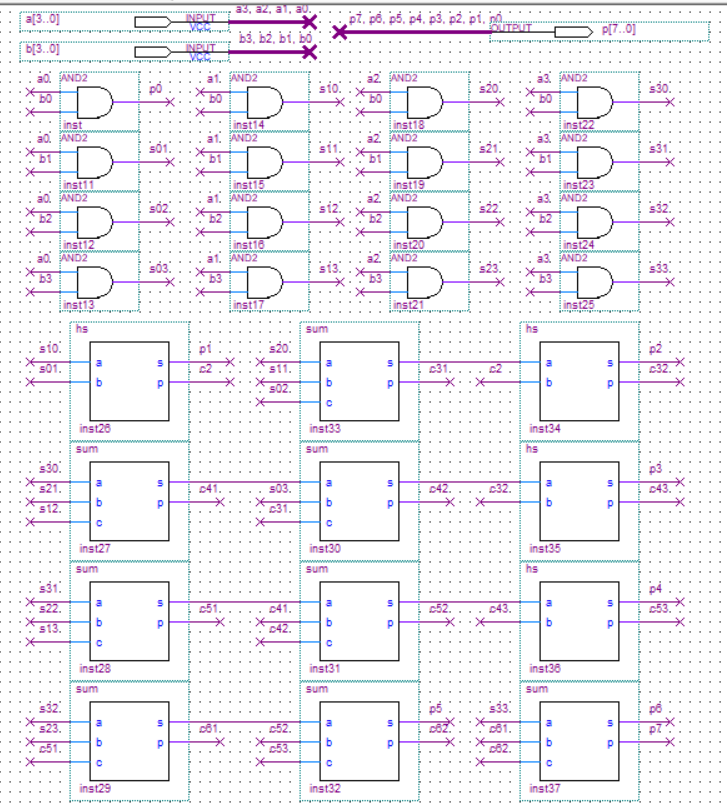 a[3..0] INPUT VCC a3, a2, a1, a0 p7, p6, p5, p4, p3, p2, p1, p0 OUTPUT p[7..0]
b[3..0] INPUT VCC b3, b2, b1, b0
a0. AND2 p0 a1. AND2 s10. a2. AND2 s20. a3. AND2 s30.
b0 b0 b0 b0
inst inst14 inst18 inst22
a0. AND2 s01. a1. AND2 s11. a2. AND2 s21. a3. AND2 s31.
b1 b1 b1 b1
inst11 inst15 inst19 inst23
a0. AND2 s02. a1. AND2 s12. a2. AND2 s22. a3. AND2 s32.
b2 b2 b2 b2
inst12 inst16 inst20 inst24
a0. AND2 s03. a1. AND2 s13. a2. AND2 s23. a3. AND2 s33.
b3 b3 b3 b3
inst13 inst17 inst21 inst25
hs sum hs
s10. a s p1 s20. a s a s p2
s01. b p c2 s11. b p c31. c2 b p c32.
s02. c
inst26 inst33 inst34
sum sum hs
s30. a s a s a s p3
s21 b p c41. s03. b p c42. c32. b p c43.
s12. c c31. c
inst27 inst30 inst35
sum sum hs
s31. a s a s a s p4
s22. b p c51. c41. b p c52. c43. b p c53.
s13. c c42. c
inst28 inst31 inst36
sum sum sum
s32. a s a s p5 s33. a s p6
s23. b p c61. c52. b p c62. c61. b p p7
c51. c c53. c c62. c
inst29 inst32 inst37